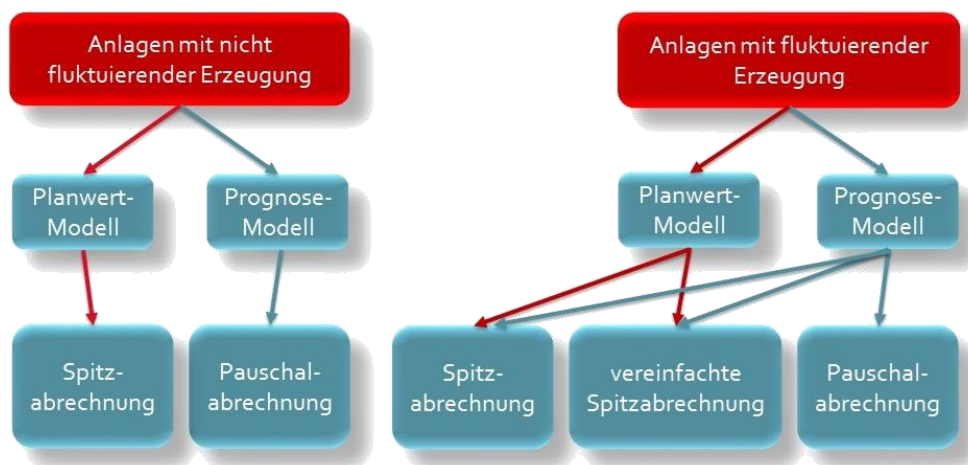 Anlagen mit nicht
fluktuierender Erzeugung
Anlagen mit fluktuierender
Erzeugung
Planwert-
Modell
Prognose-
Modell
Planwert-
Modell
Prognose-
Modell
Spitz-
abrechnung
Pauschal-
abrechnung
Spitz-
abrechnung
vereinfachte
Spitzabrechnung
Pauschal-
abrechnung